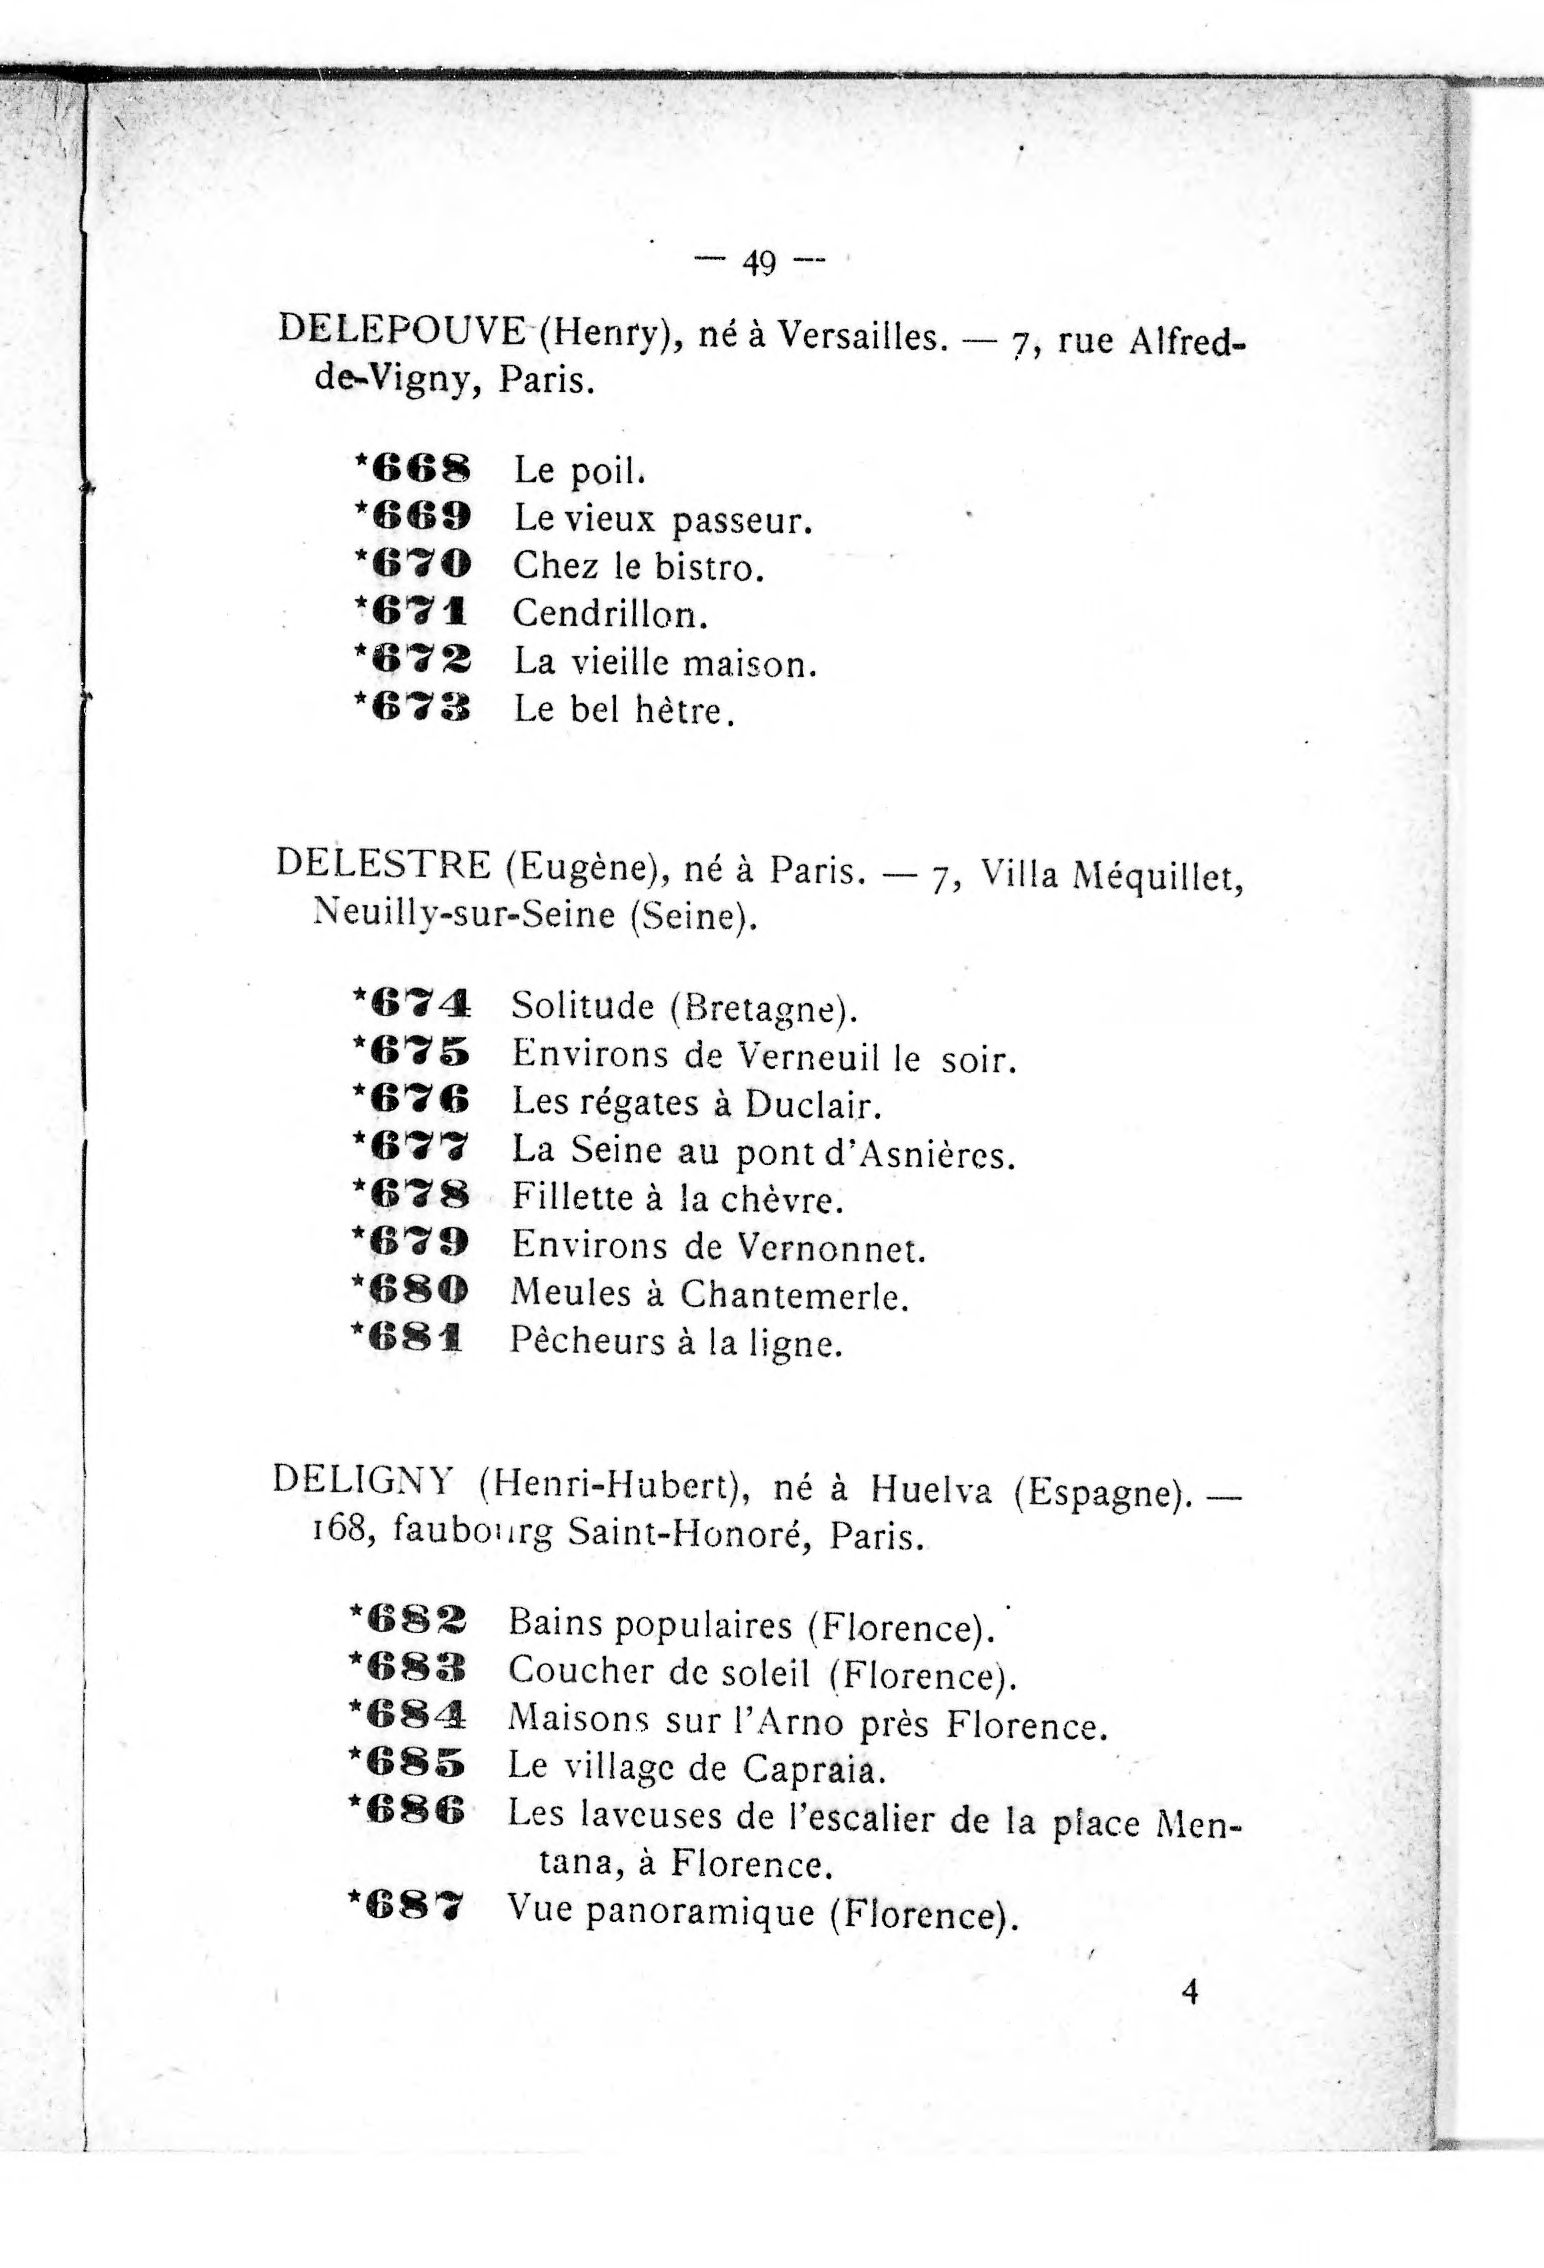 — 49 —
DELEPOUVE (Henry), né à Versailles. — 7, rue Alfred-
de-Vigny, Paris.
*668 Le poil.
*669 Le vieux passeur.
*670 Chez le bistro.
*671 Cendrillon.
*672 La vieille maison.
*673 Le bel hètre.
DELESTRE (Eugène), né à Paris. — 7, Villa Méquillet,
Neuilly-sur-Seine (Seine).
*674 Solitude (Bretagne).
*675 Environs de Verneuil le soir.
*676 Les régates à Duclair.
*677 La Seine au pont d'Asnières.
*678 Fillette à la chèvre.
*679 Environs de Vernonnet.
*680 Meules à Chantemerle.
*681 Pêcheurs à la ligne.
DELIGNY (Henri-Hubert), né à Huelva (Espagne). —
168, faubourg Saint-Honoré, Paris.
*682 Bains populaires (Florence).
*683 Coucher de soleil (Florence).
*684 Maisons sur l'Arno près Florence.
*685 Le village de Capraia.
*686 Les laveuses de l'escalier de la place Men-
tana, à Florence.
*687 Vue panoramique (Florence).
4